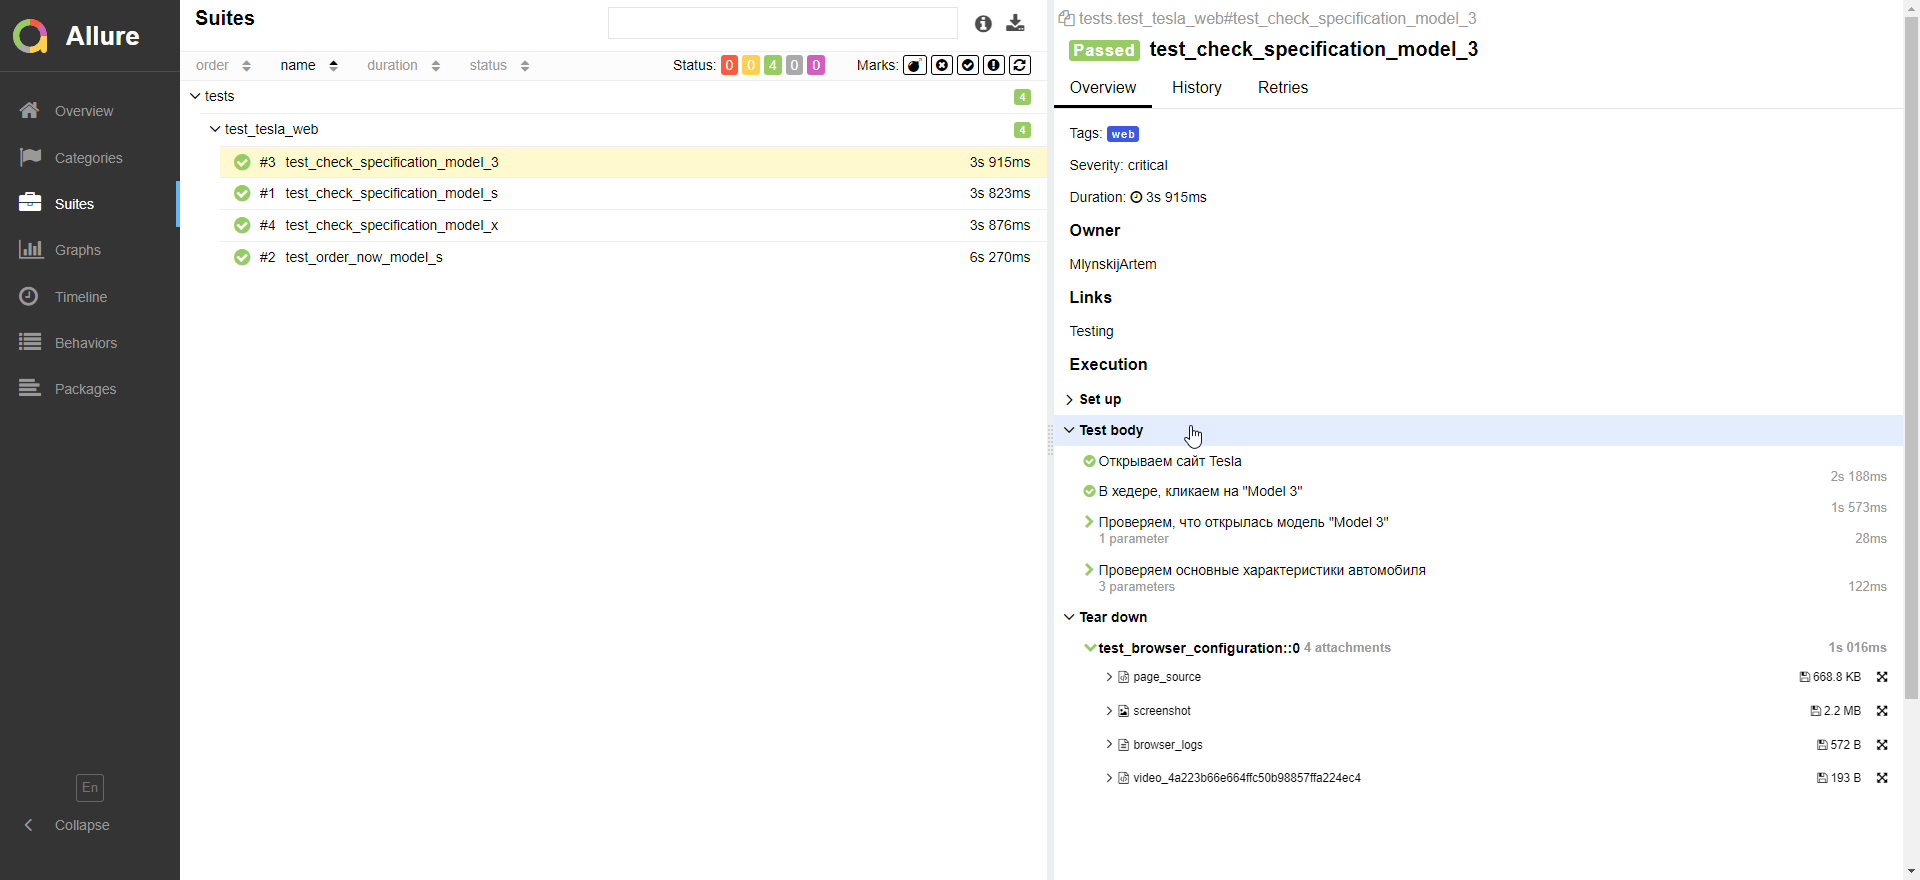 Allure
Overview
Categories
Suites
Graphs
Timeline
Behaviors
Packages
En
Collapse
Suites
order name duration status Status: 0 0 4 0 0 Marks:
tests 4
test_tesla_web 4
#3 test_check_specification_model_3 3s 915ms
#1 test_check_specification_model_s 3s 823ms
#4 test_check_specification_model_x 3s 876ms
#2 test_order_now_model_s 6s 270ms
tests.test_tesla_web#test_check_specification_model_3
Passed test_check_specification_model_3
Overview History Retries
Tags: web
Severity: critical
Duration: 3s 915ms
Owner
MlynskijArtem
Links
Testing
Execution
Set up
Test body
Открываем сайт Tesla
2s 188ms
В хедере, кликаем на "Model 3"
1s 573ms
Проверяем, что открылась модель "Model 3"
1 parameter 28ms
Проверяем основные характеристики автомобиля
3 parameters 122ms
Tear down
test_browser_configuration::0 4 attachments 1s 016ms
page_source 668.8 KB
screenshot 2.2 MB
browser_logs 572 B
video_4a223b66e664ffc50b98857ffa224ec4 193 B